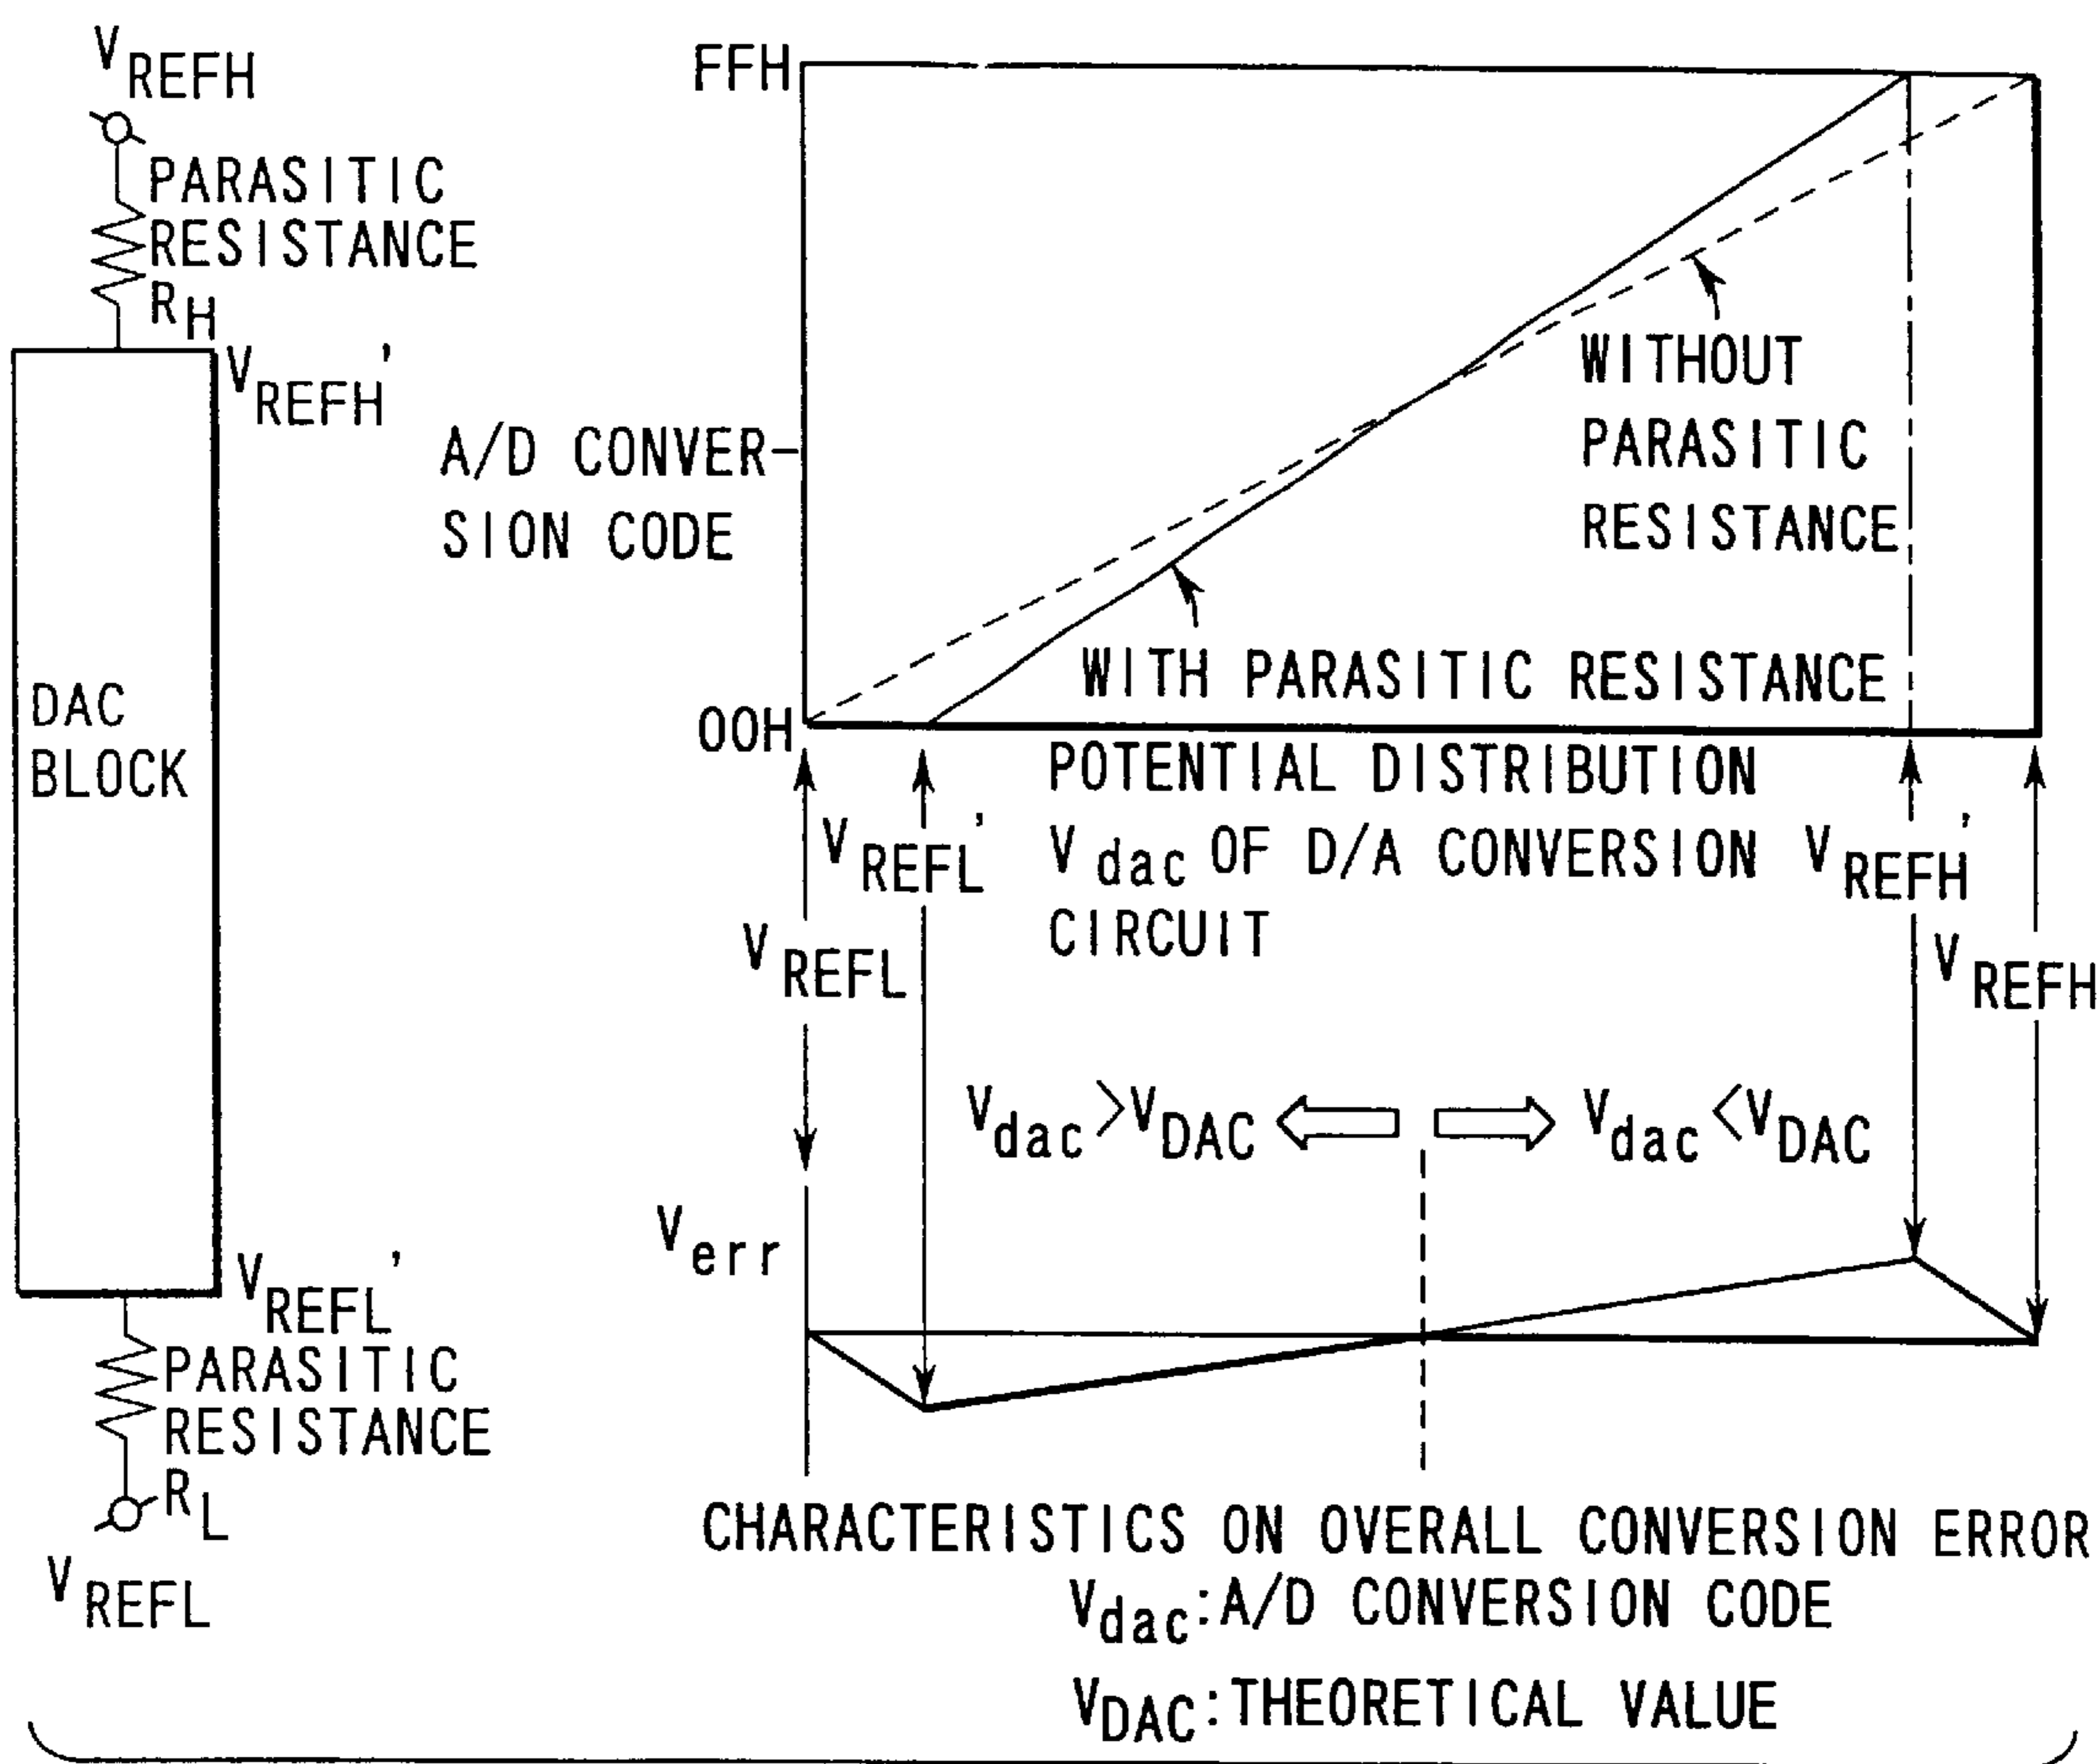 VREFH
PARASITIC
RESISTANCE
RH
VREFH'
DAC
BLOCK
VREFL'
PARASITIC
RESISTANCE
RL
VREFL
FFH
A/D CONVER-
SION CODE
00H
WITHOUT
PARASITIC
RESISTANCE
WITH PARASITIC RESISTANCE
POTENTIAL DISTRIBUTION
Vdac OF D/A CONVERSION
CIRCUIT
VREFL'
VREFL
VREFH'
VREFH
Vdac>VDAC
Vdac<VDAC
Verr
CHARACTERISTICS ON OVERALL CONVERSION ERROR
Vdac:A/D CONVERSION CODE
VDAC:THEORETICAL VALUE